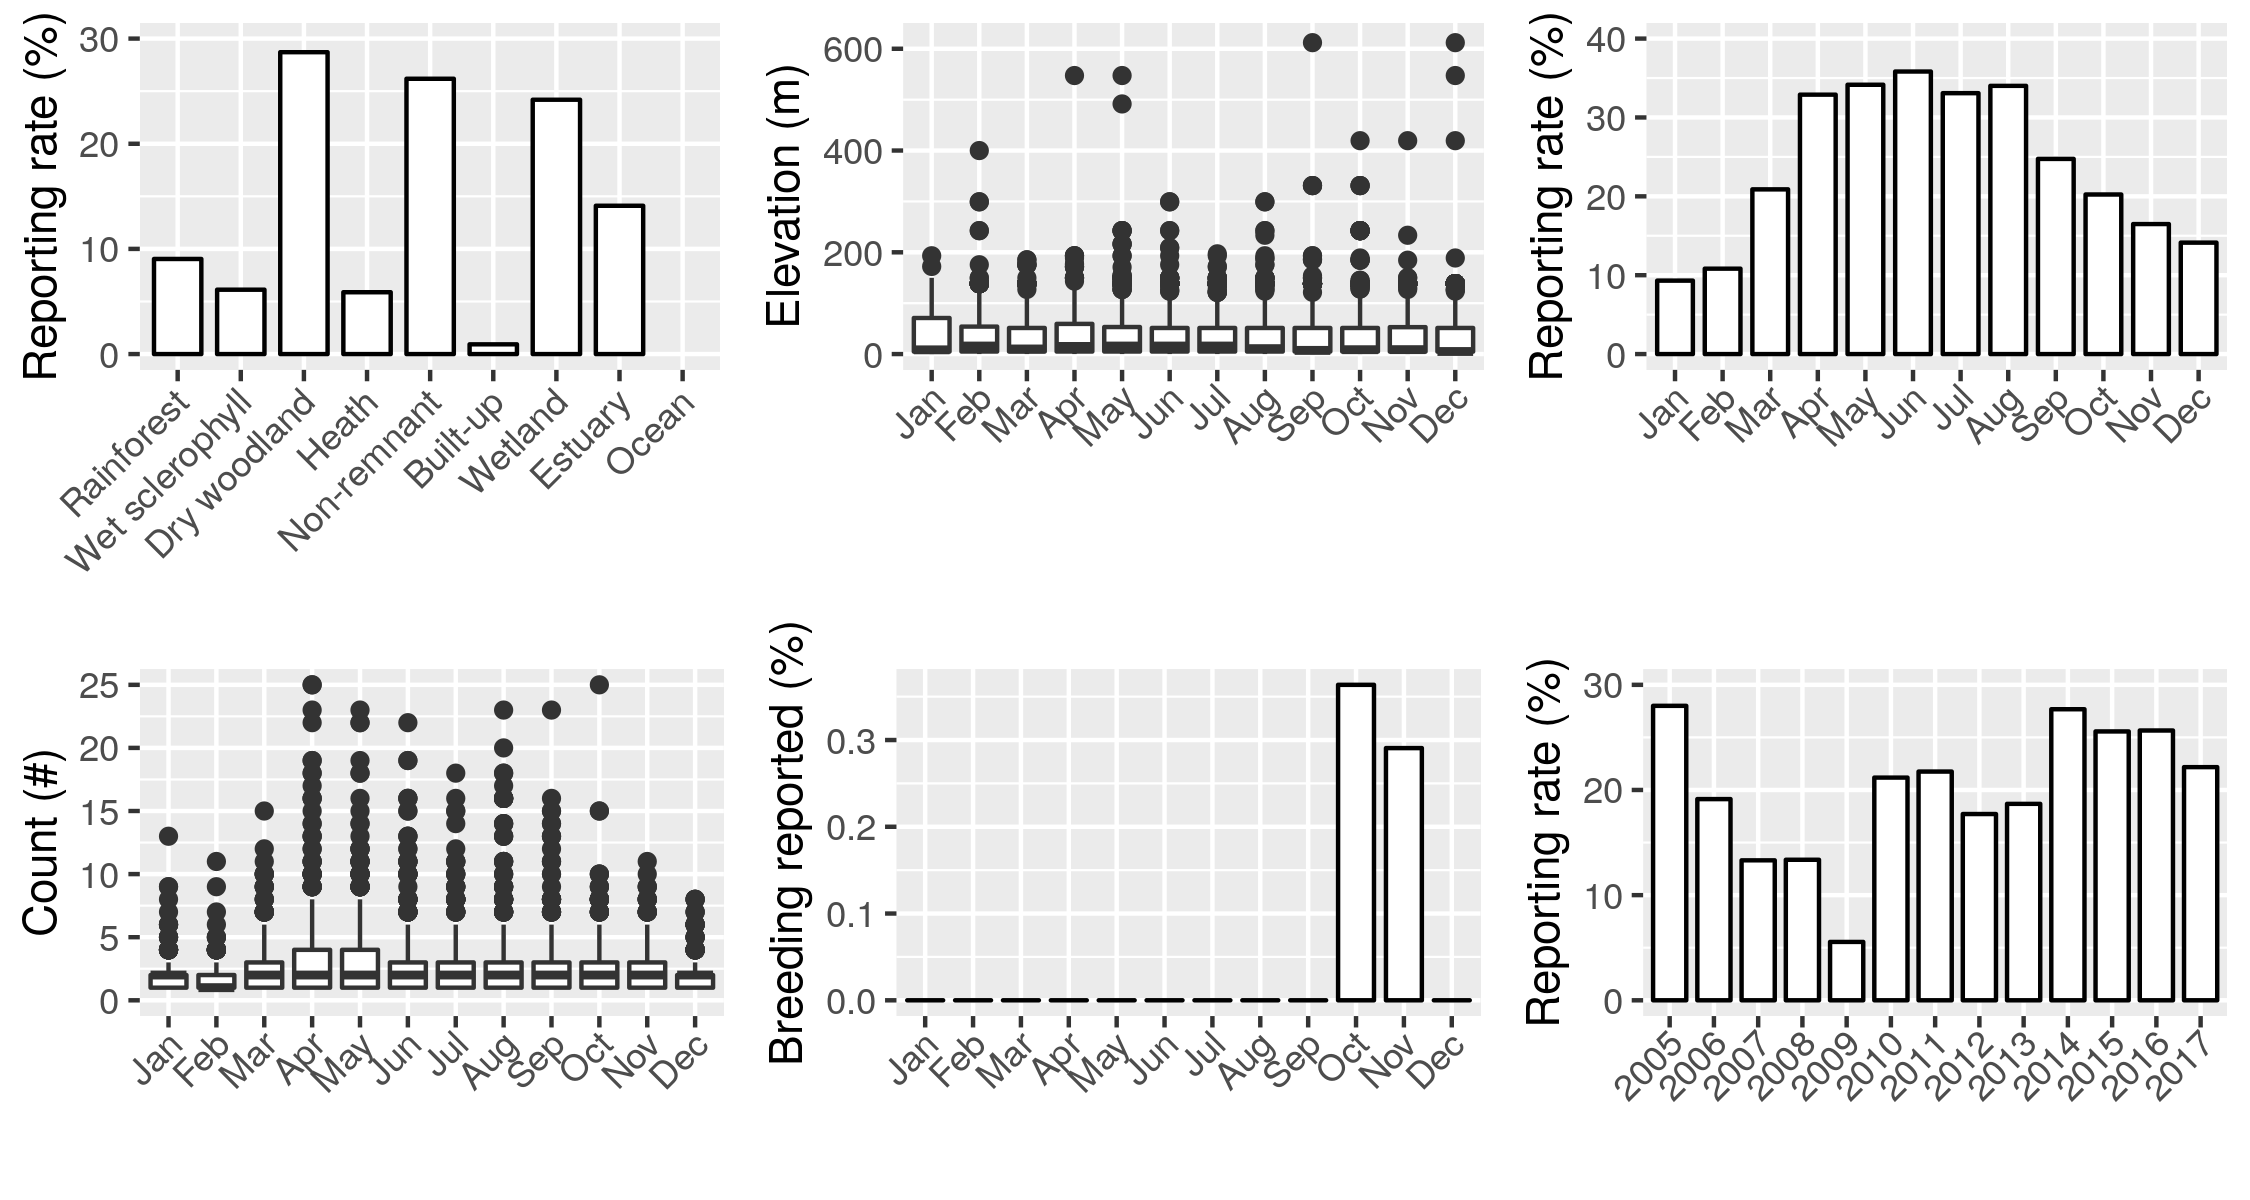 Reporting rate (%)
30
20
10
0
Rainforest
Wet sclerophyll
Dry woodland
Heath
Non-remnant
Built-up
Wetland
Estuary
Ocean
Elevation (m)
600
400
200
0
Jan
Feb
Mar
Apr
May
Jun
Jul
Aug
Sep
Oct
Nov
Dec
Reporting rate (%)
40
30
20
10
0
Jan
Feb
Mar
Apr
May
Jun
Jul
Aug
Sep
Oct
Nov
Dec
Count (#)
25
20
15
10
5
0
Jan
Feb
Mar
Apr
May
Jun
Jul
Aug
Sep
Oct
Nov
Dec
Breeding reported (%)
0.3
0.2
0.1
0.0
Jan
Feb
Mar
Apr
May
Jun
Jul
Aug
Sep
Oct
Nov
Dec
Reporting rate (%)
30
20
10
0
2005
2006
2007
2008
2009
2010
2011
2012
2013
2014
2015
2016
2017